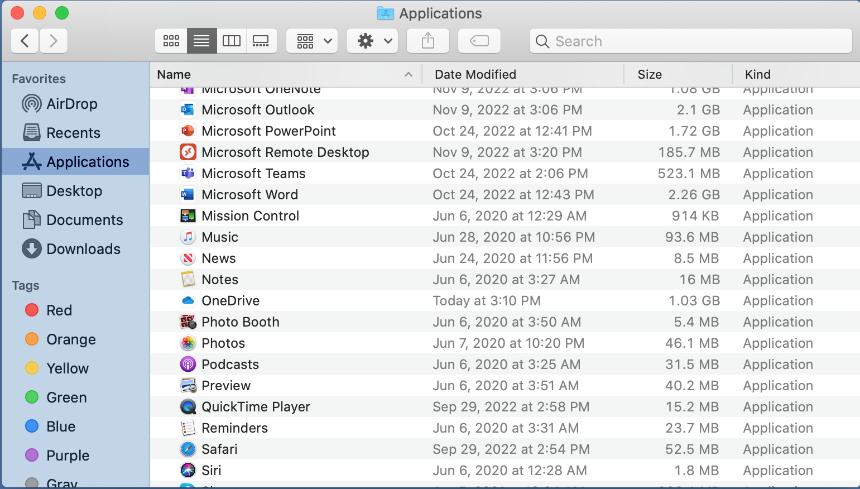 Applications
Search
Favorites
AirDrop
Recents
Applications
Desktop
Documents
Downloads
Tags
Red
Orange
Yellow
Green
Blue
Purple
Gray
Name Date Modified Size Kind
Microsoft OneNote Nov 9, 2022 at 3:06 PM 1.08 GB Application
Microsoft Outlook Nov 9, 2022 at 3:06 PM 2.1 GB Application
Microsoft PowerPoint Oct 24, 2022 at 12:41 PM 1.72 GB Application
Microsoft Remote Desktop Nov 9, 2022 at 3:20 PM 185.7 MB Application
Microsoft Teams Oct 24, 2022 at 2:06 PM 523.1 MB Application
Microsoft Word Oct 24, 2022 at 12:43 PM 2.26 GB Application
Mission Control Jun 6, 2020 at 12:29 AM 914 KB Application
Music Jun 28, 2020 at 10:56 PM 93.6 MB Application
News Jun 24, 2020 at 11:56 PM 8.5 MB Application
Notes Jun 6, 2020 at 3:27 AM 16 MB Application
OneDrive Today at 3:10 PM 1.03 GB Application
Photo Booth Jun 6, 2020 at 3:50 AM 5.4 MB Application
Photos Jun 7, 2020 at 10:20 PM 46.1 MB Application
Podcasts Jun 6, 2020 at 3:25 AM 31.5 MB Application
Preview Jun 6, 2020 at 3:51 AM 40.2 MB Application
QuickTime Player Sep 29, 2022 at 2:58 PM 15.2 MB Application
Reminders Jun 6, 2020 at 3:31 AM 23.7 MB Application
Safari Sep 29, 2022 at 2:54 PM 52.5 MB Application
Siri Jun 6, 2020 at 12:28 AM 1.8 MB Application